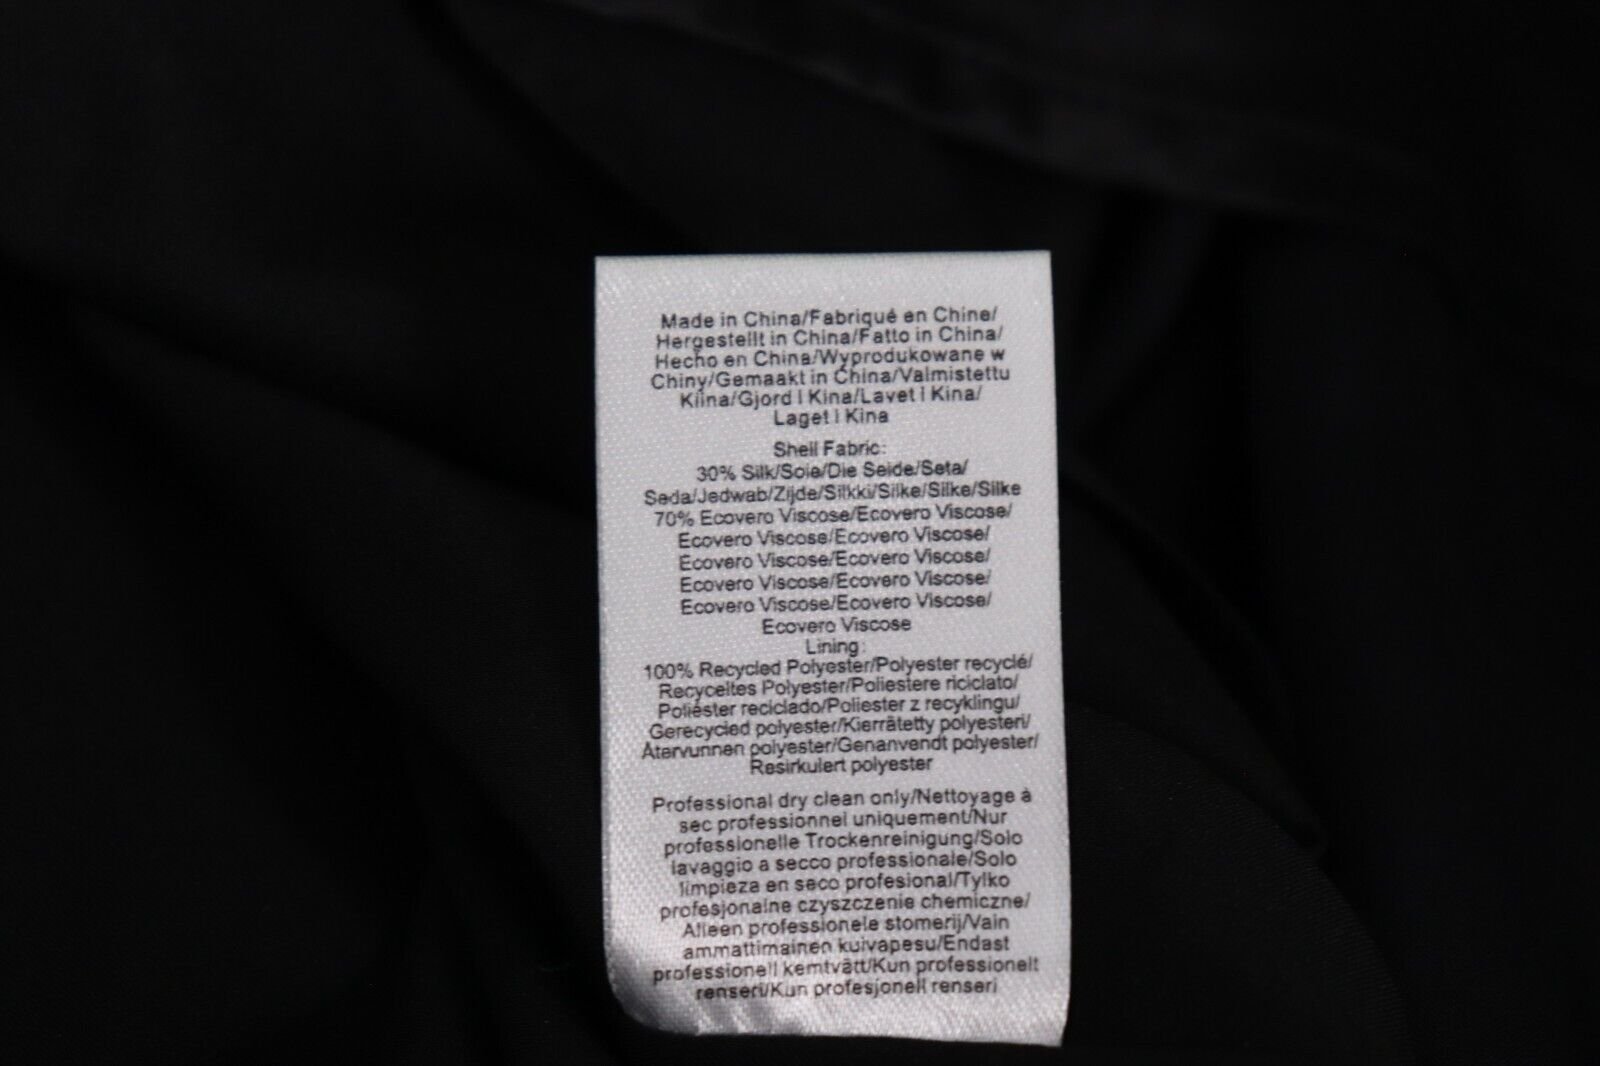 Made in China/Fabriqué en Chine/
Hergestellt in China/Fatto in China/
Hecho en China/Wyprodukowane w
Chiny/Gemaakt in China/Valmistettu
Kiina/Gjord i Kina/Lavet i Kina/
Laget i Kina
Shell Fabric:
30% Silk/Soie/Die Seide/Seta/
Seda/Jedwab/Zijde/Silkki/Silke/Silke/Silke
70% Ecovero Viscose/Ecovero Viscose/
Ecovero Viscose/Ecovero Viscose/
Ecovero Viscose/Ecovero Viscose/
Ecovero Viscose/Ecovero Viscose/
Ecovero Viscose/Ecovero Viscose/
Ecovero Viscose
Lining:
100% Recycled Polyester/Polyester recyclé/
Recyceltes Polyester/Poliestere riciclato/
Poliéster reciclado/Poliester z recyklingu/
Gerecycled polyester/Kierrätetty polyesteri/
Återvunnen polyester/Genanvendt polyester/
Resirkulert polyester
Professional dry clean only/Nettoyage à
sec professionnel uniquement/Nur
professionelle Trockenreinigung/Solo
lavaggio a secco professionale/Solo
limpieza en seco profesional/Tylko
profesjonalne czyszczenie chemiczne/
Alleen professionele stomerij/Vain
ammattimainen kuivapesu/Endast
professionell kemtvätt/Kun professionelt
renseri/Kun profesjonell renseri